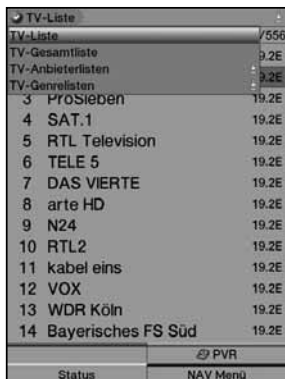 TV-Liste
TV-Liste /556
TV-Gesamtliste 9.2E
TV-Anbieterlisten 9.2E
TV-Genrelisten
3 ProSieben 19.2E
4 SAT.1 19.2E
5 RTL Television 19.2E
6 TELE 5 19.2E
7 DAS VIERTE 19.2E
8 arte HD 19.2E
9 N24 19.2E
10 RTL2 19.2E
11 kabel eins 19.2E
12 VOX 19.2E
13 WDR Köln 19.2E
14 Bayerisches FS Süd 19.2E
PVR
Status NAV Menü